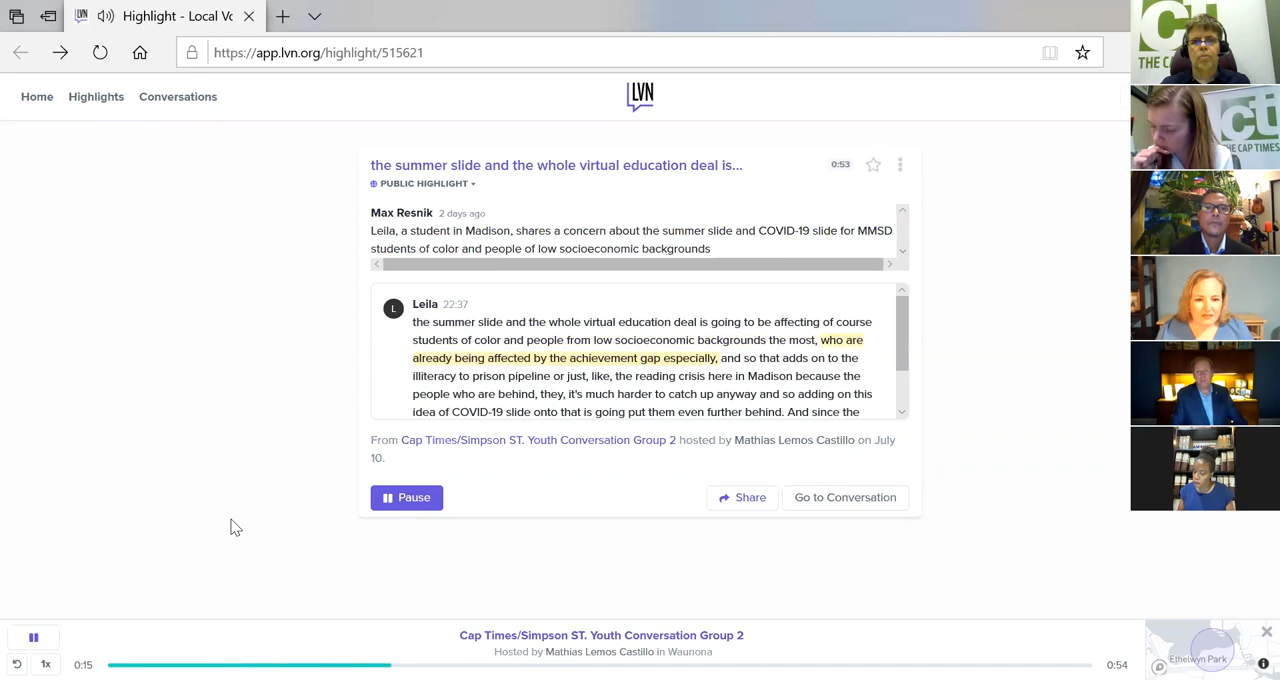 Highlight - Local Vo
https://app.lvn.org/highlight/515621
Home Highlights Conversations
LVN
the summer slide and the whole virtual education deal is...
0:53
PUBLIC HIGHLIGHT
Max Resnik 2 days ago
Leila, a student in Madison, shares a concern about the summer slide and COVID-19 slide for MMSD
students of color and people of low socioeconomic backgrounds
L
Leila 22:37
the summer slide and the whole virtual education deal is going to be affecting of course
students of color and people from low socioeconomic backgrounds the most, who are
already being affected by the achievement gap especially, and so that adds on to the
illiteracy to prison pipeline or just, like, the reading crisis here in Madison because the
people who are behind, they, it's much harder to catch up anyway and so adding on this
idea of COVID-19 slide onto that is going put them even further behind. And since the
From Cap Times/Simpson ST. Youth Conversation Group 2 hosted by Mathias Lemos Castillo on July
10.
Pause
Share
Go to Conversation
Cap Times/Simpson ST. Youth Conversation Group 2
Hosted by Mathias Lemos Castillo in Waunona
1x
0:15
0:54
Ethelwyn Park
ct
THE CAP
cti
THE CAP TIMES